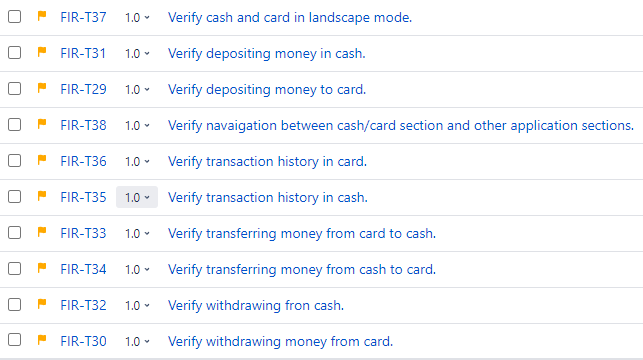 FIR-T37 1.0 Verify cash and card in landscape mode.
FIR-T31 1.0 Verify depositing money in cash.
FIR-T29 1.0 Verify depositing money to card.
FIR-T38 1.0 Verify navaigation between cash/card section and other application sections.
FIR-T36 1.0 Verify transaction history in card.
FIR-T35 1.0 Verify transaction history in cash.
FIR-T33 1.0 Verify transferring money from card to cash.
FIR-T34 1.0 Verify transferring money from cash to card.
FIR-T32 1.0 Verify withdrawing fron cash.
FIR-T30 1.0 Verify withdrawing money from card.